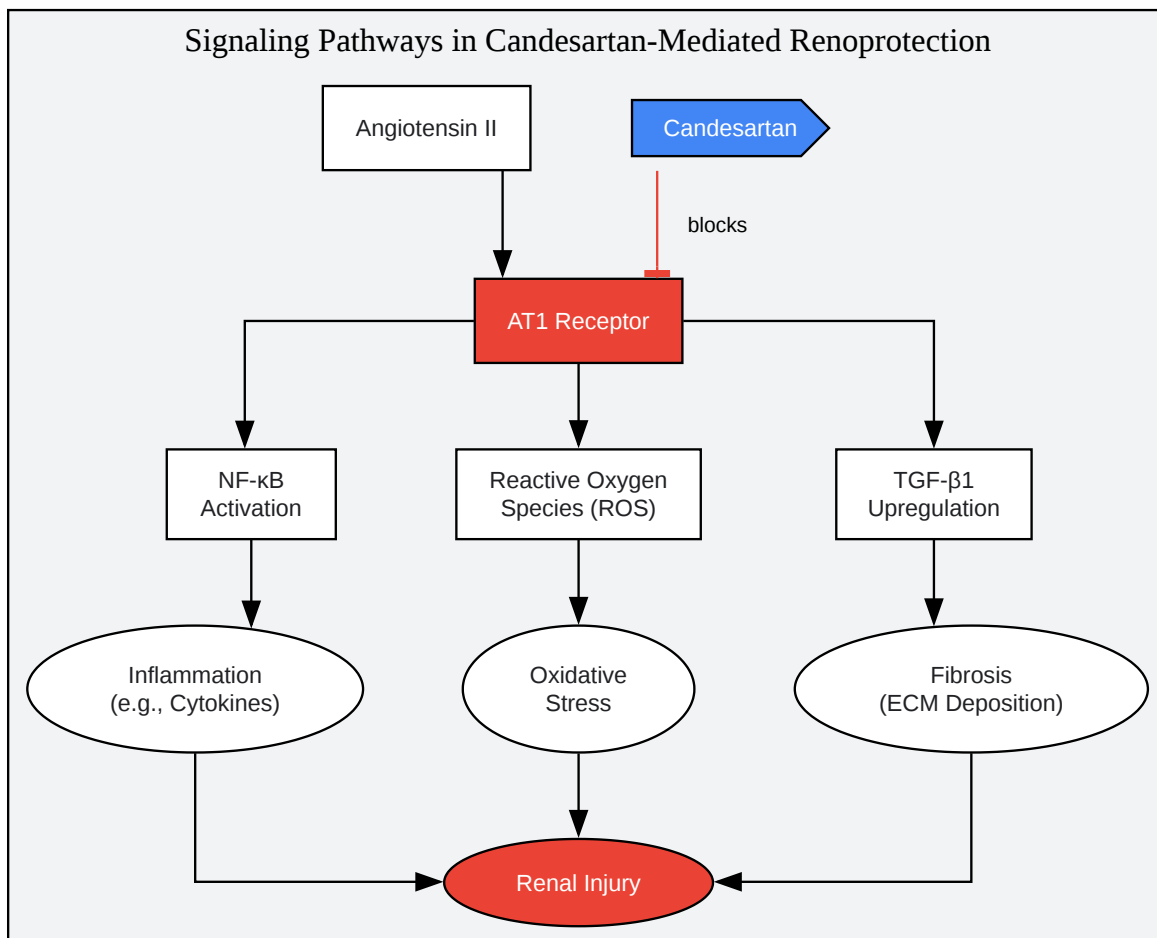 Signaling Pathways in Candesartan-Mediated Renoprotection
Angiotensin II
Candesartan
blocks
AT1 Receptor
NF-κB
Activation
Reactive Oxygen
Species (ROS)
TGF-β1
Upregulation
Inflammation
(e.g., Cytokines)
Oxidative
Stress
Fibrosis
(ECM Deposition)
Renal Injury